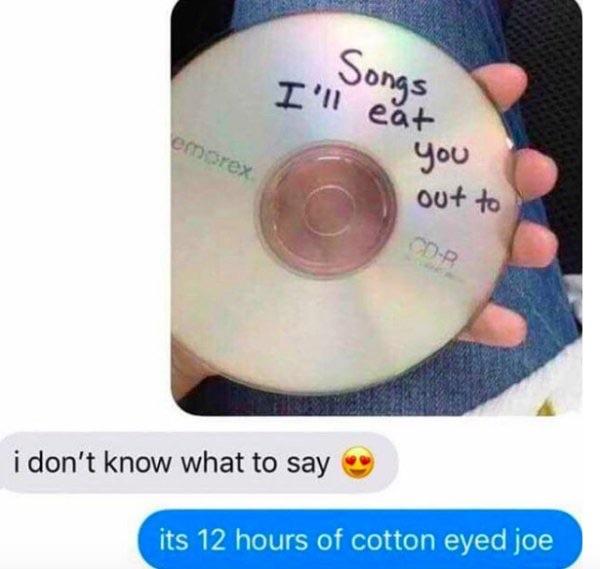 Songs
I'll eat
you
out to
emorex
CD-R
i don't know what to say 😍
its 12 hours of cotton eyed joe